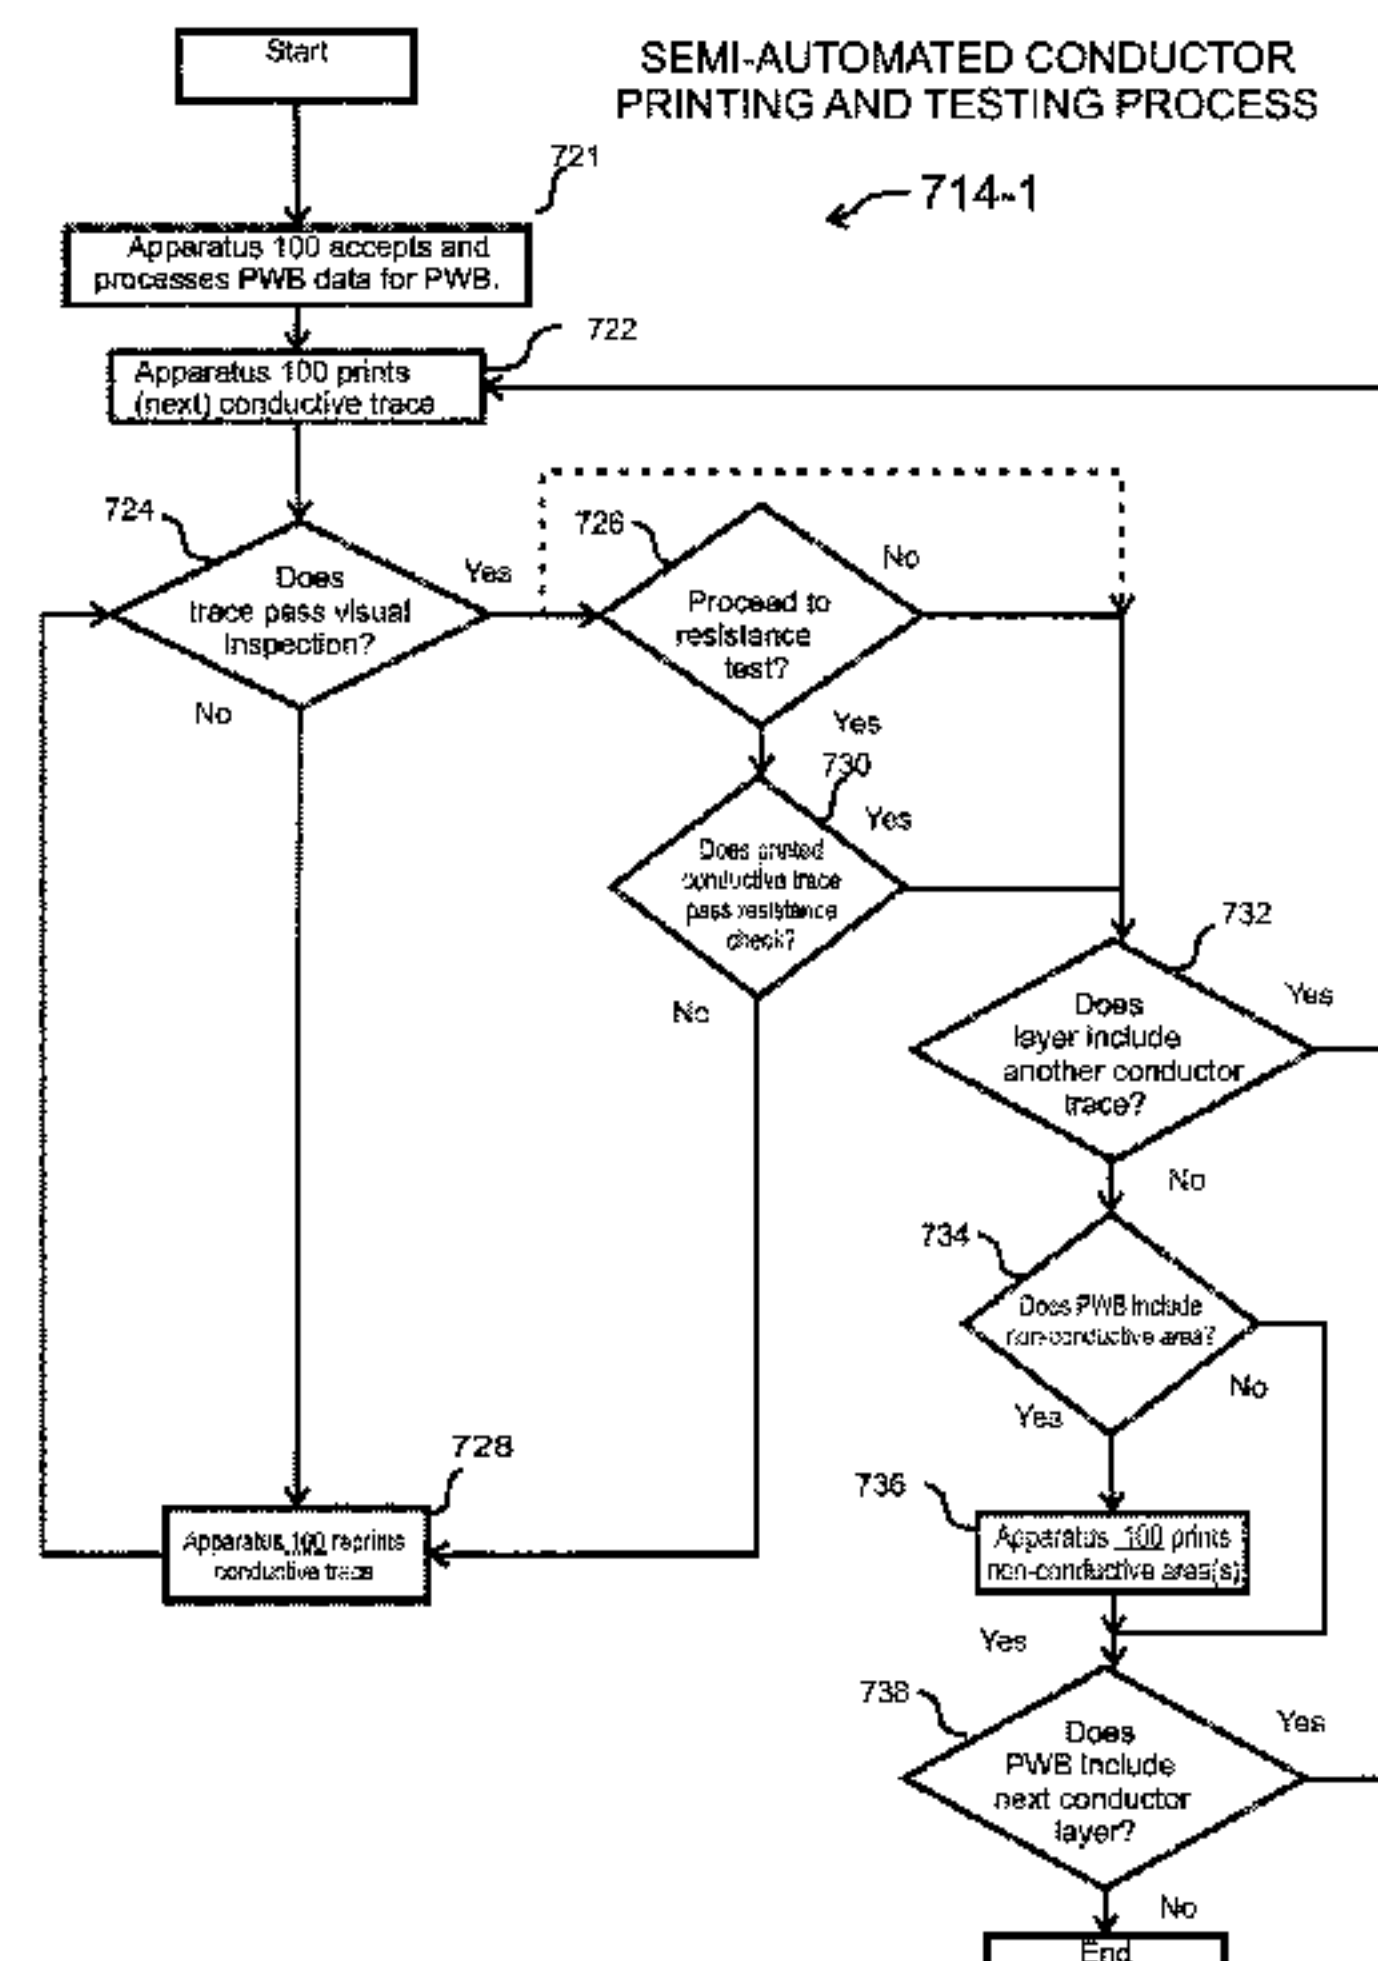 Start
SEMI-AUTOMATED CONDUCTOR
PRINTING AND TESTING PROCESS
714-1
721
Apparatus 100 accepts and
processes PWB data for PWB.
722
Apparatus 100 prints
(next) conductive trace
724
Does
trace pass visual
inspection?
Yes
No
726
Proceed to
resistance
test?
No
Yes
730
Does printed
conductive trace
pass resistance
check?
Yes
No
732
Does
layer include
another conductor
trace?
Yes
No
734
Does PWB include
non-conductive area?
No
Yes
728
Apparatus 100 reprints
conductive trace
736
Apparatus 100 prints
non-conductive area(s)
Yes
738
Does
PWB include
next conductor
layer?
Yes
No
End